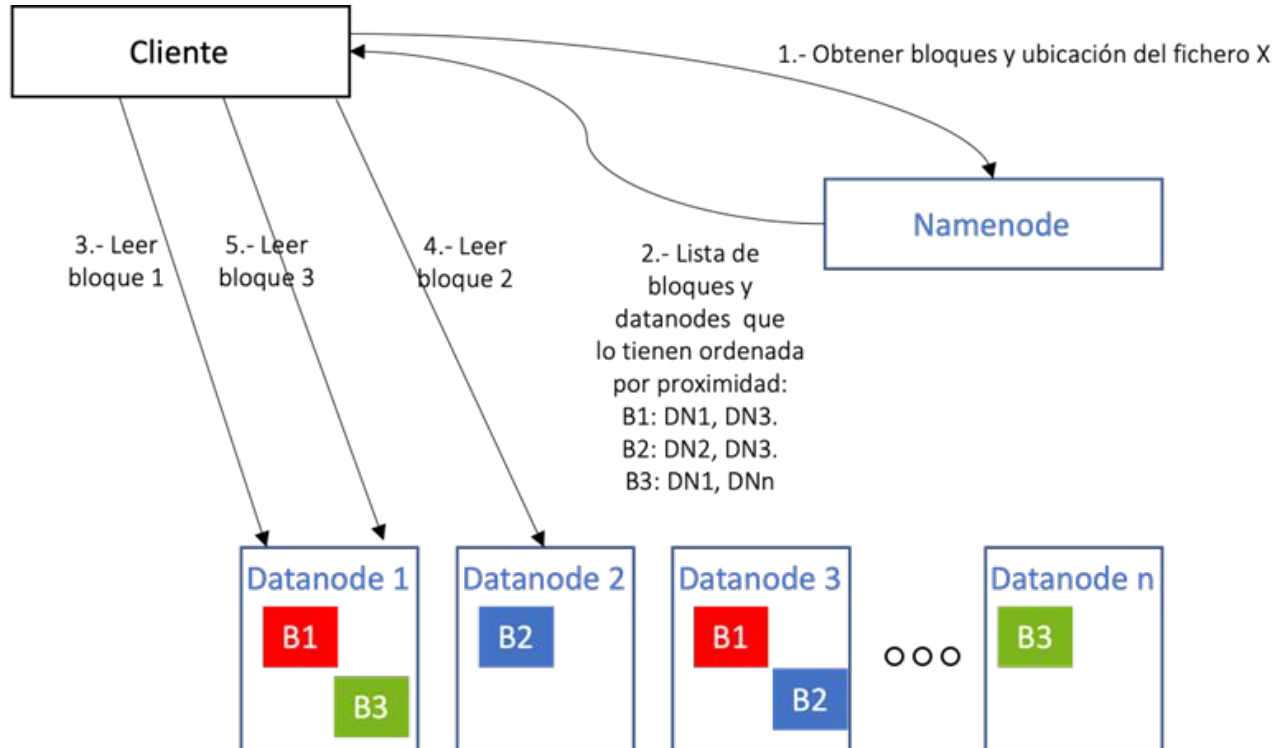 Cliente
1.- Obtener bloques y ubicación del fichero X
Namenode
3.- Leer
bloque 1
5.- Leer
bloque 3
4.- Leer
bloque 2
2.- Lista de
bloques y
datanodes que
lo tienen ordenada
por proximidad:
B1: DN1, DN3.
B2: DN2, DN3.
B3: DN1, DNn
Datanode 1
B1
B3
Datanode 2
B2
Datanode 3
B1
B2
Datanode n
B3